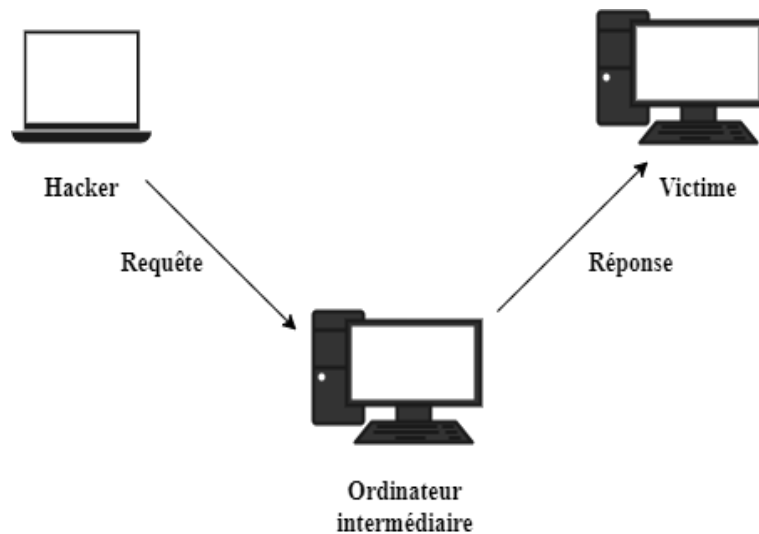 Hacker
Victime
Requête
Réponse
Ordinateur
intermédiaire